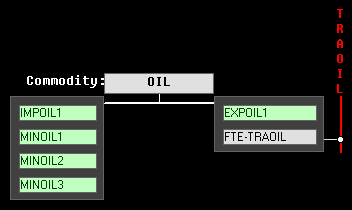 TRAOIL
Commodity: OIL
IMPOIL1
MINOIL1
MINOIL2
MINOIL3
EXPOIL1
FTE-TRAOIL